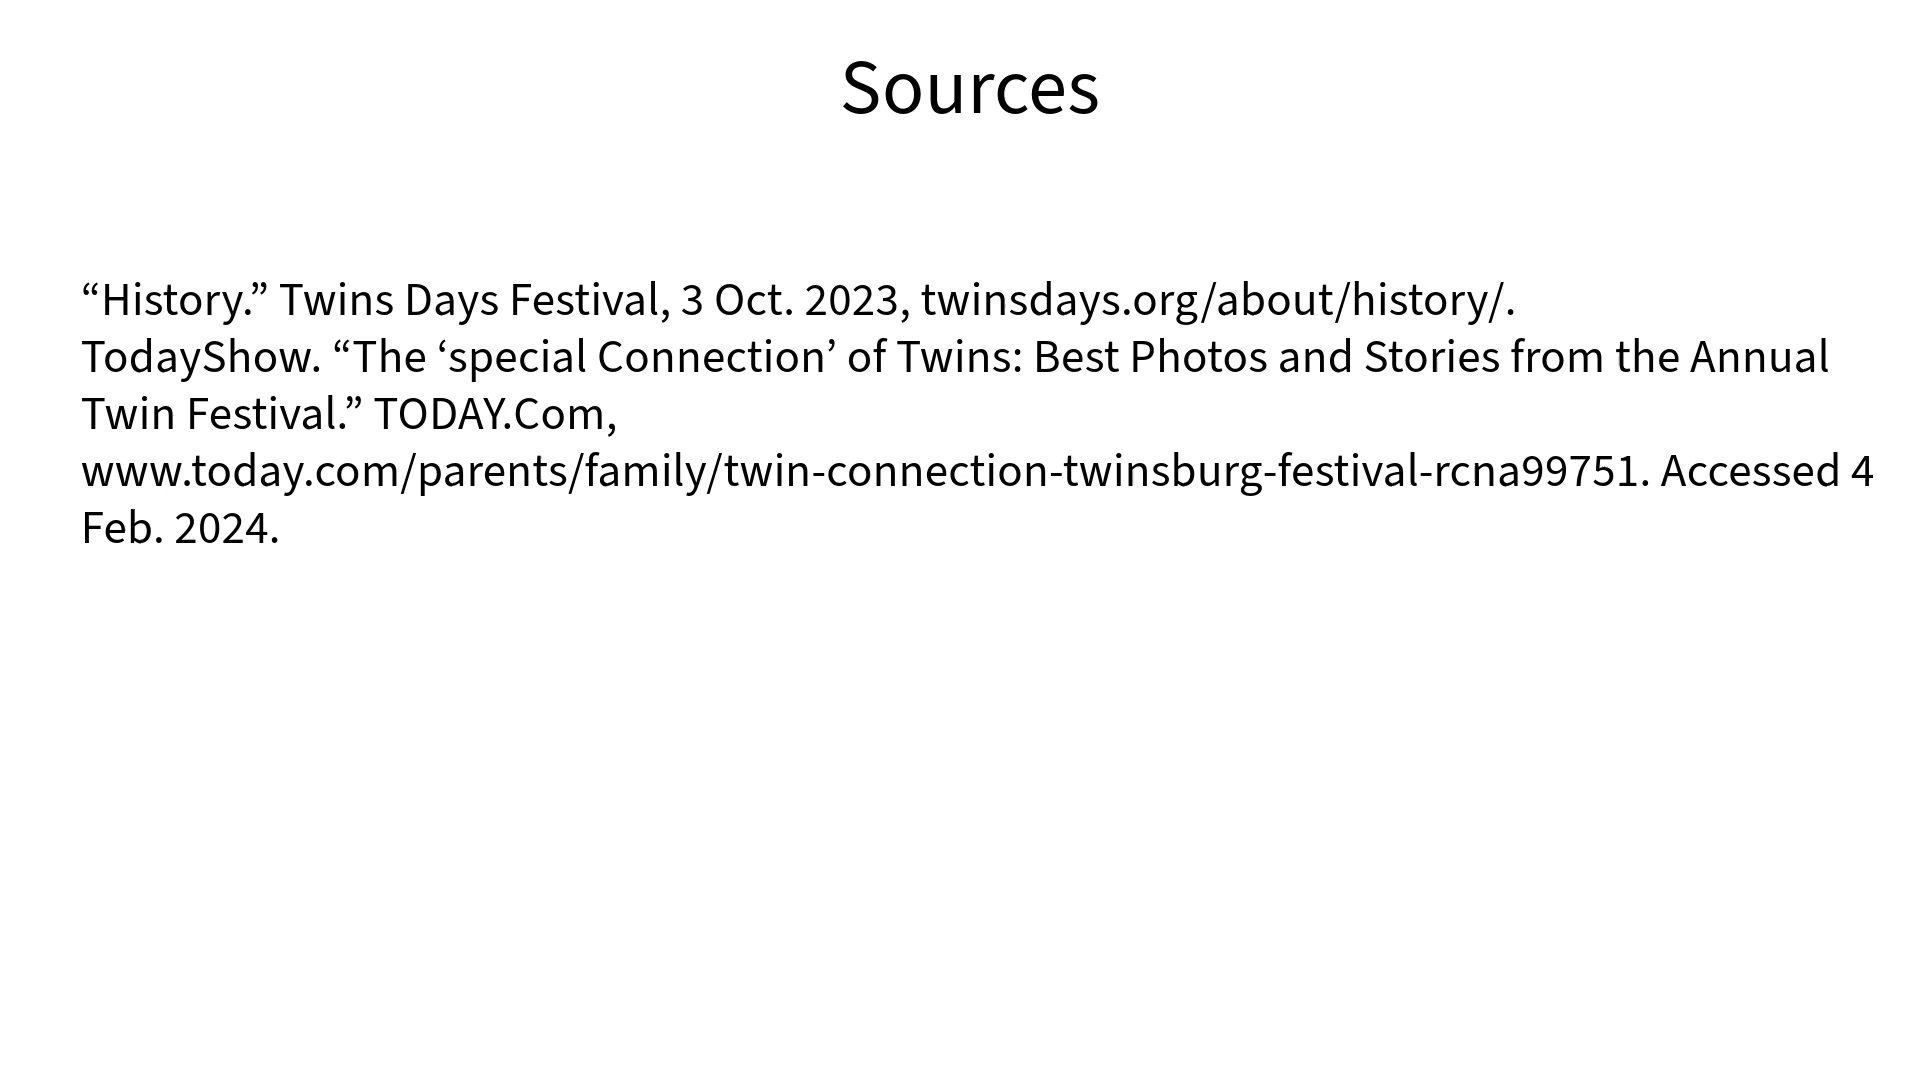 Sources
“History.” Twins Days Festival, 3 Oct. 2023, twinsdays.org/about/history/.
TodayShow. “The ‘special Connection’ of Twins: Best Photos and Stories from the Annual
Twin Festival.” TODAY.Com,
www.today.com/parents/family/twin-connection-twinsburg-festival-rcna99751. Accessed 4
Feb. 2024.